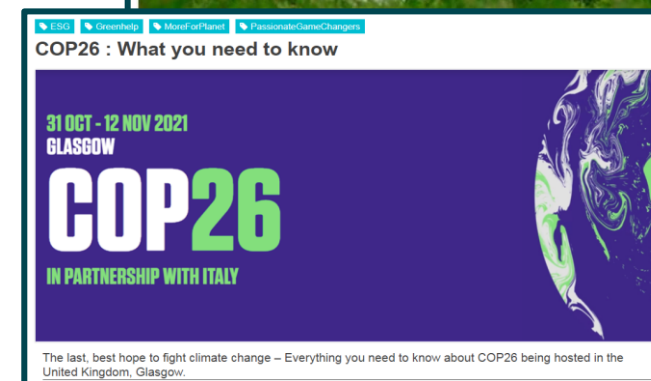 ESG Greenhelp MoreForPlanet PassionateGameChangers
COP26 : What you need to know
31 OCT - 12 NOV 2021
GLASGOW
COP26
IN PARTNERSHIP WITH ITALY
The last, best hope to fight climate change – Everything you need to know about COP26 being hosted in the
United Kingdom, Glasgow.